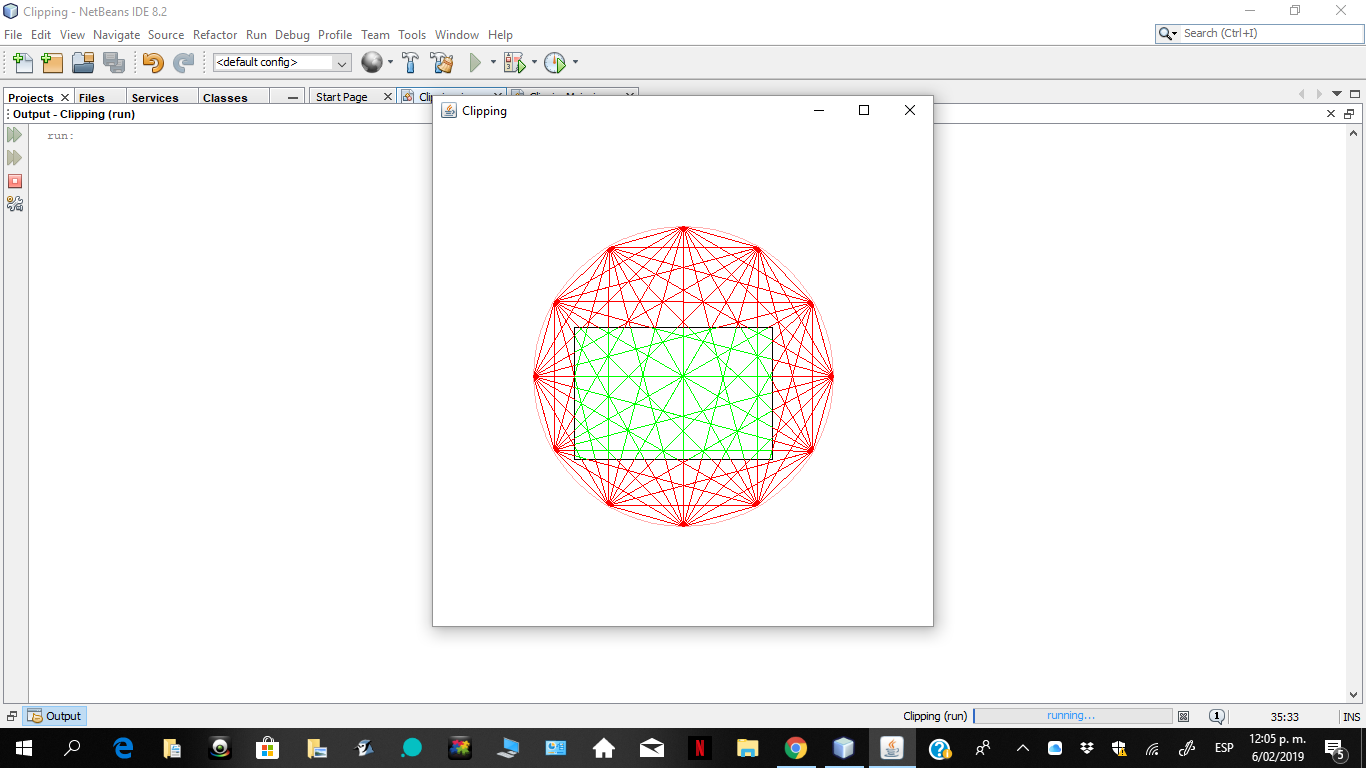 Clipping - NetBeans IDE 8.2
File Edit View Navigate Source Refactor Run Debug Profile Team Tools Window Help
Search (Ctrl+I)
<default config>
Projects Files Services Classes Start Page
Clipping
Output - Clipping (run)
run:
Output
Clipping (run) running... 1 35:33 INS
ESP
12:05 p. m.
6/02/2019
5